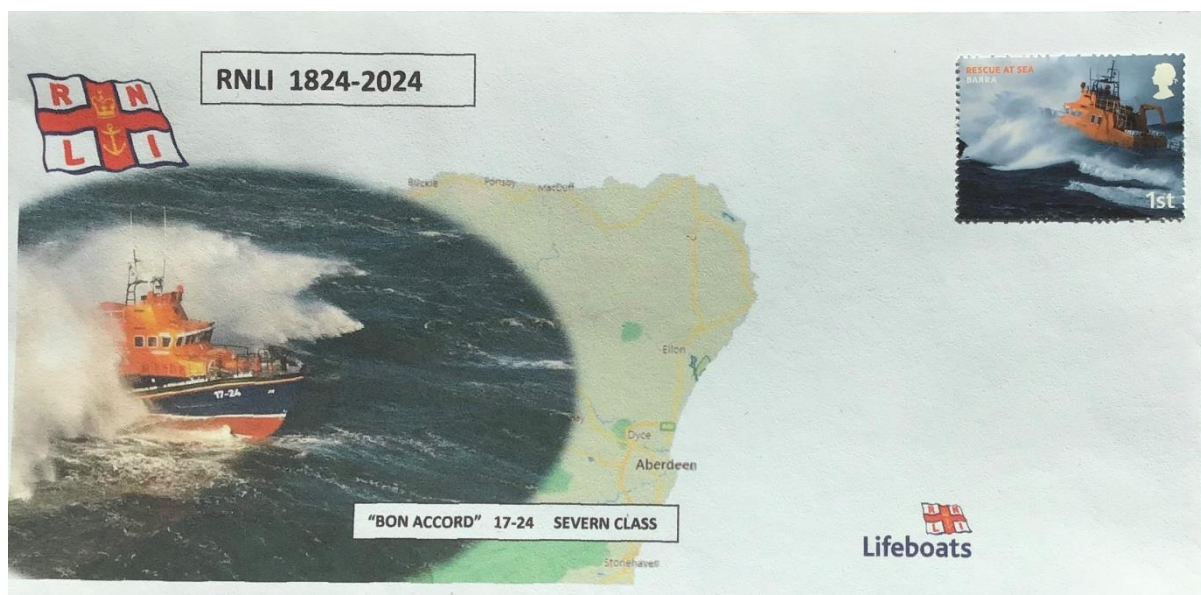 RNLI 1824-2024
R N
L I
RESCUE AT SEA
BARRA
1st
Buckie Portsoy MacDuff
Ellon
17-24
Dyce
Aberdeen
"BON ACCORD" 17-24 SEVERN CLASS
R N
L I
Lifeboats
Stonehaven